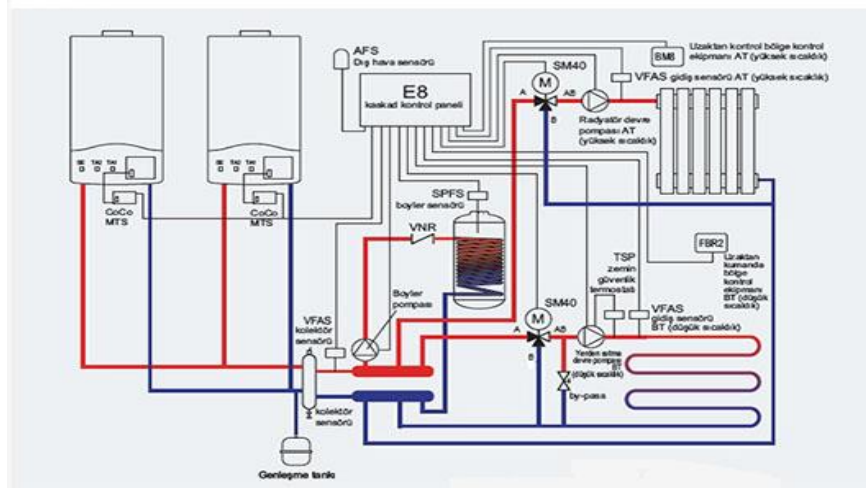 AFS
Dış hava sensörü
E8
kaskad kontrol paneli
SM40
M
A
AB
B
Radyatör devre
pompası AT
(yüksek sıcaklık)
BM8
Uzaktan kontrol bölge kontrol
ekipmanı AT (yüksek sıcaklık)
VFAS gidiş sensörü AT (yüksek sıcaklık)
TA2
TA1
CoCo
MTS
TA2
TA1
CoCo
MTS
SPFS
boyler sensörü
VNR
Boyler
pompası
VFAS
kolektör
sensörü
kolektör
sensörü
Genleşme tankı
SM40
M
A
AB
B
TSP
zemin
güvenlik
termostatı
VFAS
gidiş sensörü
BT (düşük sıcaklık)
FBR2
Uzaktan
kumanda
bölge
kontrol
ekipmanı
BT (düşük
sıcaklık)
Yerden ısıtma
devre pompası
BT
(düşük sıcaklık)
by-pass